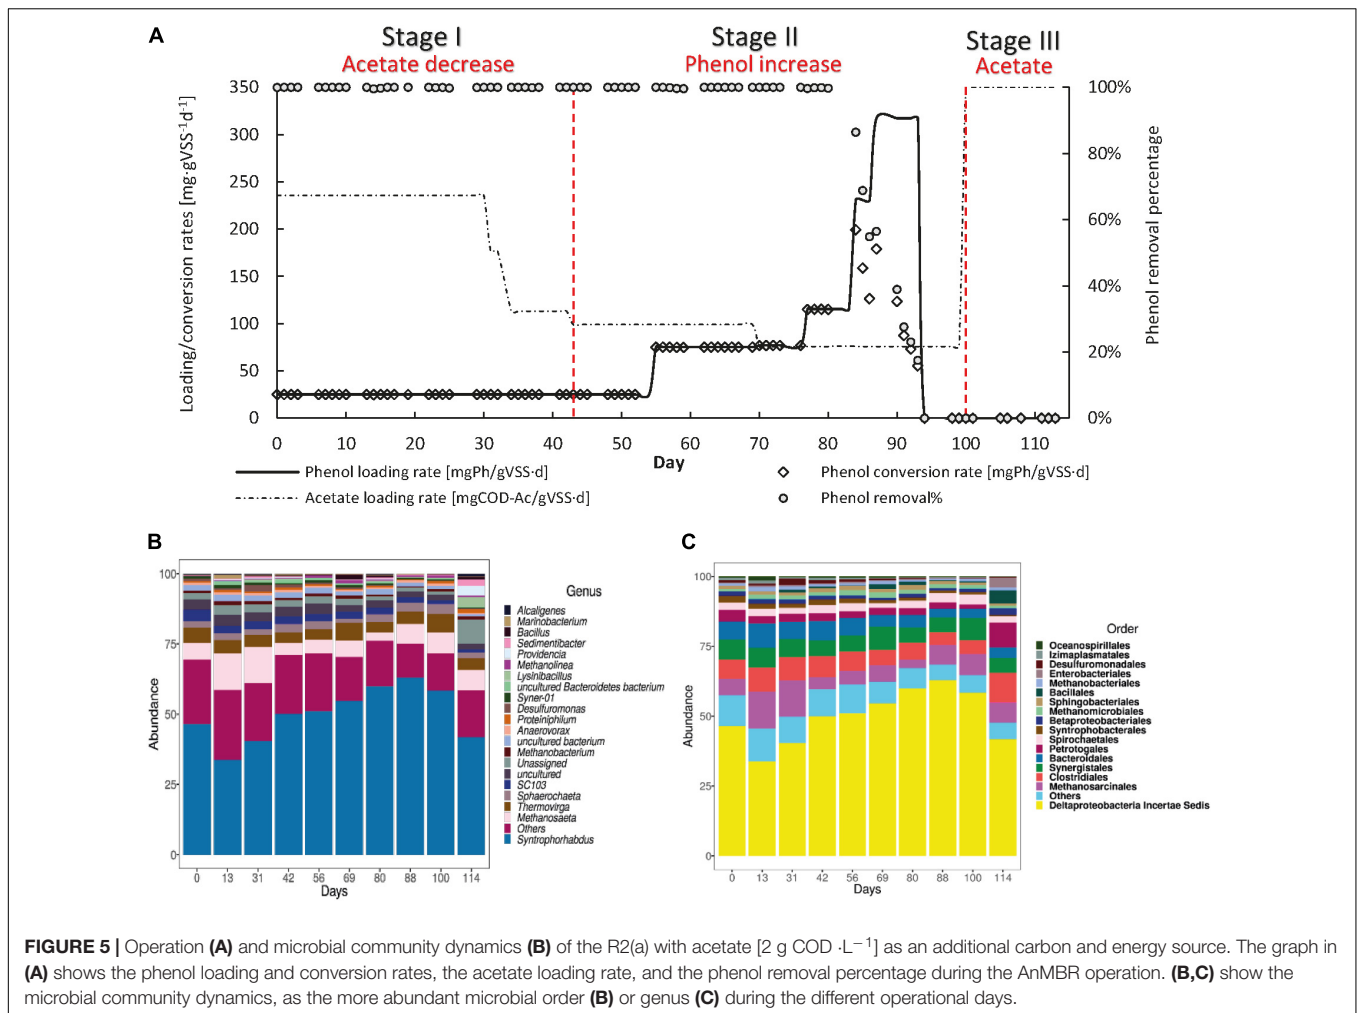 A
Stage I
Stage II
Stage III
Acetate decrease
Phenol increase
Acetate
Loading/conversion rates [mg·gVSS-1d-1]
350
300
250
200
150
100
50
0
100%
80%
60%
40%
20%
0%
Phenol removal percentage
0 10 20 30 40 50 60 70 80 90 100 110
Day
Phenol loading rate [mgPh/gVSS·d]
Phenol conversion rate [mgPh/gVSS·d]
Acetate loading rate [mgCOD-Ac/gVSS·d]
Phenol removal%
B
Abundance
100
75
50
25
0
0 13 31 42 56 69 80 88 100 114
Days
Genus
Alcaligenes
Marinobacterium
Bacillus
Sedimentibacter
Providencia
Methanolinea
Lysinibacillus
uncultured Bacteroidetes bacterium
Syner-01
Desulfuromonas
Proteiniphilum
Anaerovorax
uncultured bacterium
Methanobacterium
Unassigned
uncultured
SC103
Sphaerochaeta
Thermovirga
Methanosaeta
Others
Syntrophorhabdus
C
Abundance
100
75
50
25
0
0 13 31 42 56 69 80 88 100 114
Days
Order
Oceanospirillales
Izimaplasmatales
Desulfuromonadales
Enterobacteriales
Methanobacteriales
Bacillales
Sphingobacteriales
Methanomicrobiales
Betaproteobacteriales
Syntrophobacterales
Spirochaetales
Petrotogales
Bacteroidales
Synergistales
Clostridiales
Methanosarcinales
Others
Deltaproteobacteria Incertae Sedis
FIGURE 5 | Operation (A) and microbial community dynamics (B) of the R2(a) with acetate [2 g COD ·L−1] as an additional carbon and energy source. The graph in
(A) shows the phenol loading and conversion rates, the acetate loading rate, and the phenol removal percentage during the AnMBR operation. (B,C) show the
microbial community dynamics, as the more abundant microbial order (B) or genus (C) during the different operational days.